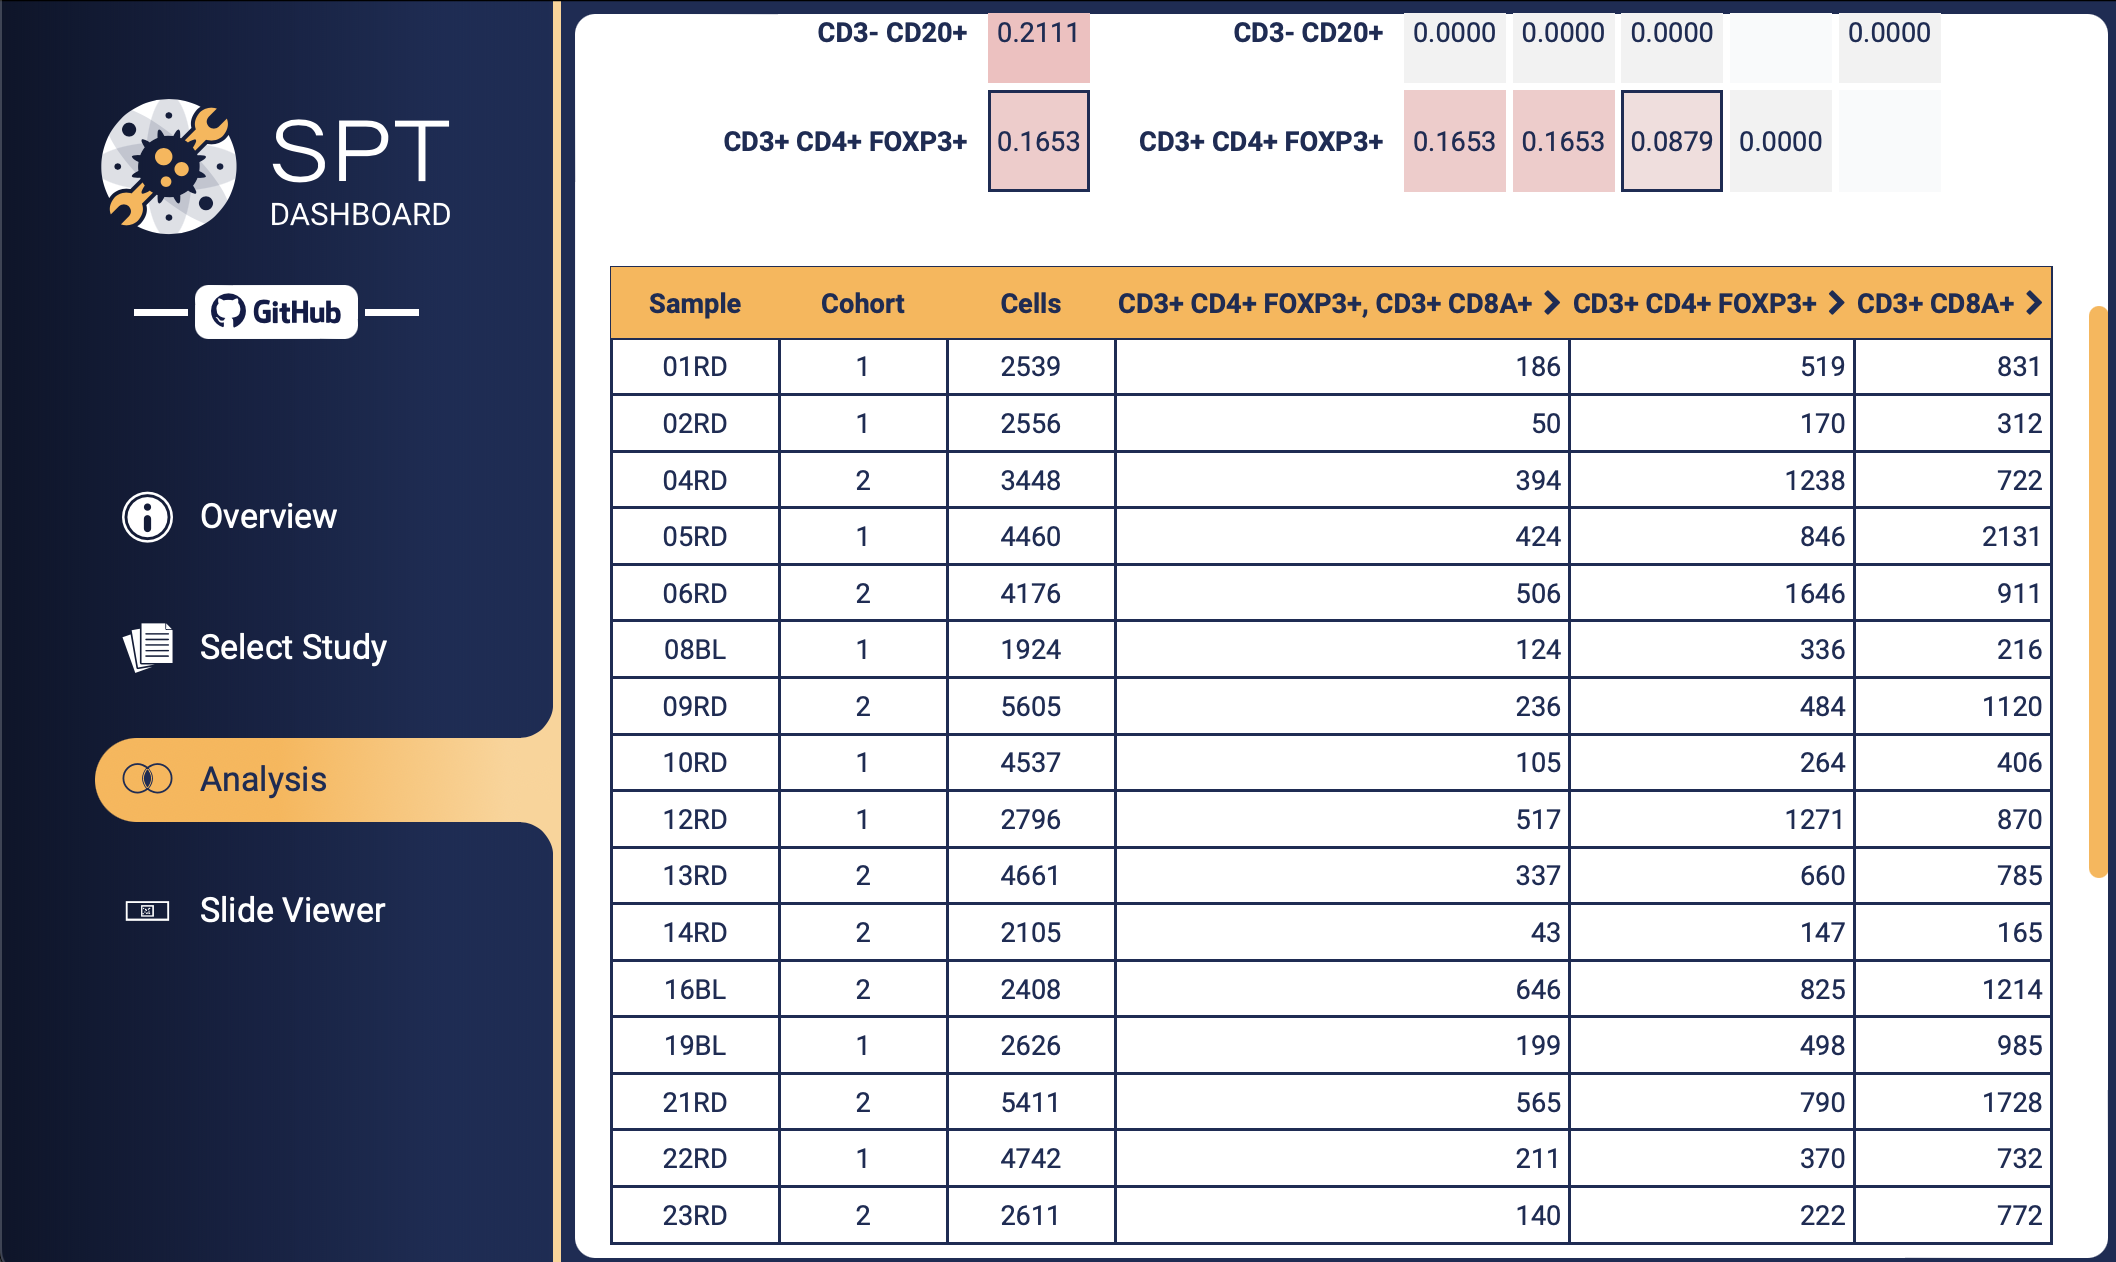 SPT
DASHBOARD
GitHub
Overview
Select Study
Analysis
Slide Viewer
CD3- CD20+ 0.2111 CD3- CD20+ 0.0000 0.0000 0.0000 0.0000
CD3+ CD4+ FOXP3+ 0.1653 CD3+ CD4+ FOXP3+ 0.1653 0.1653 0.0879 0.0000
Sample Cohort Cells CD3+ CD4+ FOXP3+, CD3+ CD8A+ CD3+ CD4+ FOXP3+ CD3+ CD8A+
01RD 1 2539 186 519 831
02RD 1 2556 50 170 312
04RD 2 3448 394 1238 722
05RD 1 4460 424 846 2131
06RD 2 4176 506 1646 911
08BL 1 1924 124 336 216
09RD 2 5605 236 484 1120
10RD 1 4537 105 264 406
12RD 1 2796 517 1271 870
13RD 2 4661 337 660 785
14RD 2 2105 43 147 165
16BL 2 2408 646 825 1214
19BL 1 2626 199 498 985
21RD 2 5411 565 790 1728
22RD 1 4742 211 370 732
23RD 2 2611 140 222 772